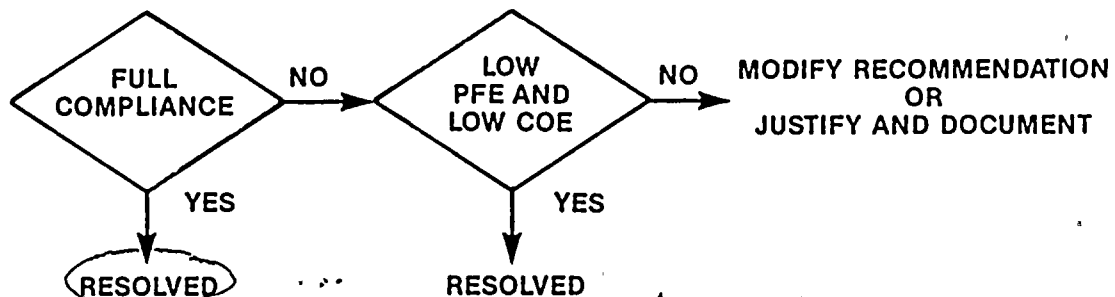 FULL
COMPLIANCE
NO
LOW
PFE AND
LOW COE
NO
MODIFY RECOMMENDATION
OR
JUSTIFY AND DOCUMENT
YES
YES
RESOLVED
RESOLVED